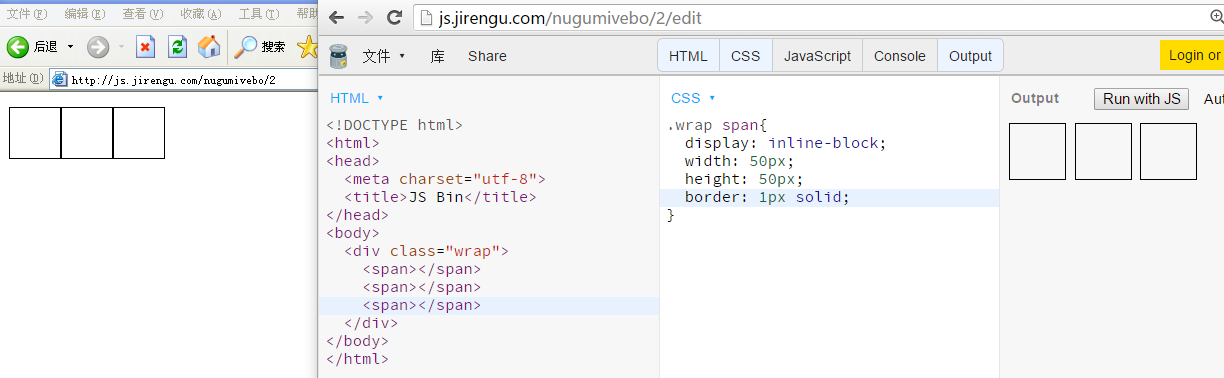 文件(F) 编辑(E) 查看(V) 收藏(A) 工具(T) 帮助
后退 搜索
地址(D) http://js.jirengu.com/nugumivebo/2
js.jirengu.com/nugumivebo/2/edit
文件 库 Share HTML CSS JavaScript Console Output Login or
HTML
<!DOCTYPE html>
<html>
<head>
<meta charset="utf-8">
<title>JS Bin</title>
</head>
<body>
<div class="wrap">
<span></span>
<span></span>
<span></span>
</div>
</body>
</html>
CSS
.wrap span{
display: inline-block;
width: 50px;
height: 50px;
border: 1px solid;
}
Output Run with JS Aut